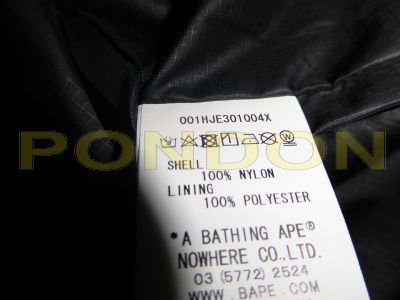 001HJE301004X
PONDON
SHELL
100% NYLON
LINING
100% POLYESTER
"A BATHING APE®
NOWHERE CO.,LTD.
03 (5772) 2524
WWW.BAPE.COM